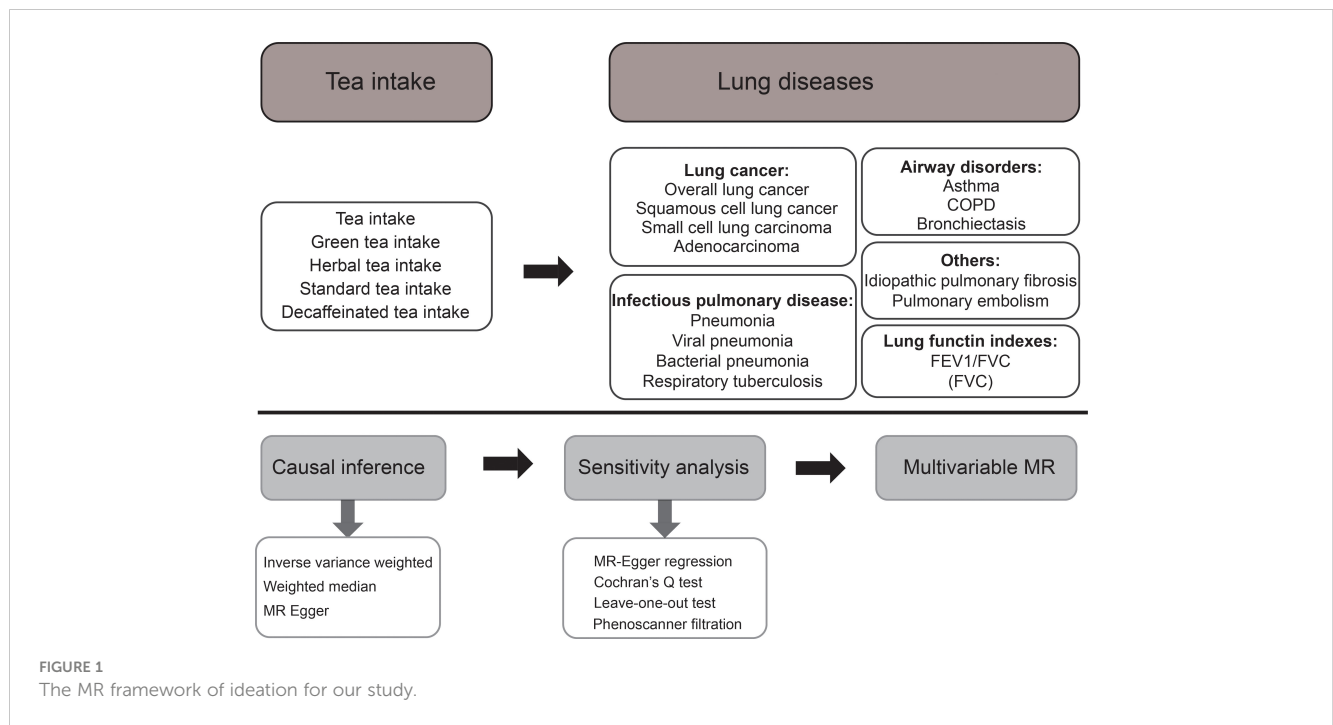 Tea intake
Lung diseases
Tea intake
Green tea intake
Herbal tea intake
Standard tea intake
Decaffeinated tea intake
Lung cancer:
Overall lung cancer
Squamous cell lung cancer
Small cell lung carcinoma
Adenocarcinoma
Infectious pulmonary disease:
Pneumonia
Viral pneumonia
Bacterial pneumonia
Respiratory tuberculosis
Airway disorders:
Asthma
COPD
Bronchiectasis
Others:
Idiopathic pulmonary fibrosis
Pulmonary embolism
Lung functin indexes:
FEV1/FVC
(FVC)
Causal inference
Sensitivity analysis
Multivariable MR
Inverse variance weighted
Weighted median
MR Egger
MR-Egger regression
Cochran's Q test
Leave-one-out test
Phenoscanner filtration
FIGURE 1
The MR framework of ideation for our study.